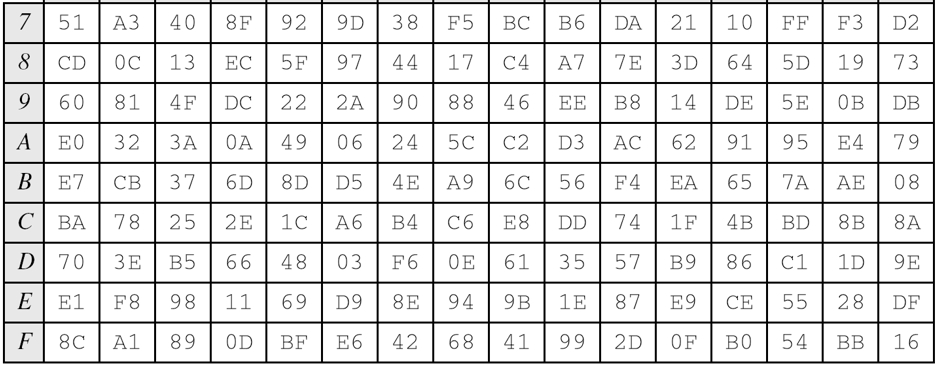 7 51 A3 40 8F 92 9D 38 F5 BC B6 DA 21 10 FF F3 D2
8 CD 0C 13 EC 5F 97 44 17 C4 A7 7E 3D 64 5D 19 73
9 60 81 4F DC 22 2A 90 88 46 EE B8 14 DE 5E 0B DB
A E0 32 3A 0A 49 06 24 5C C2 D3 AC 62 91 95 E4 79
B E7 CB 37 6D 8D D5 4E A9 6C 56 F4 EA 65 7A AE 08
C BA 78 25 2E 1C A6 B4 C6 E8 DD 74 1F 4B BD 8B 8A
D 70 3E B5 66 48 03 F6 0E 61 35 57 B9 86 C1 1D 9E
E E1 F8 98 11 69 D9 8E 94 9B 1E 87 E9 CE 55 28 DF
F 8C A1 89 0D BF E6 42 68 41 99 2D 0F B0 54 BB 16